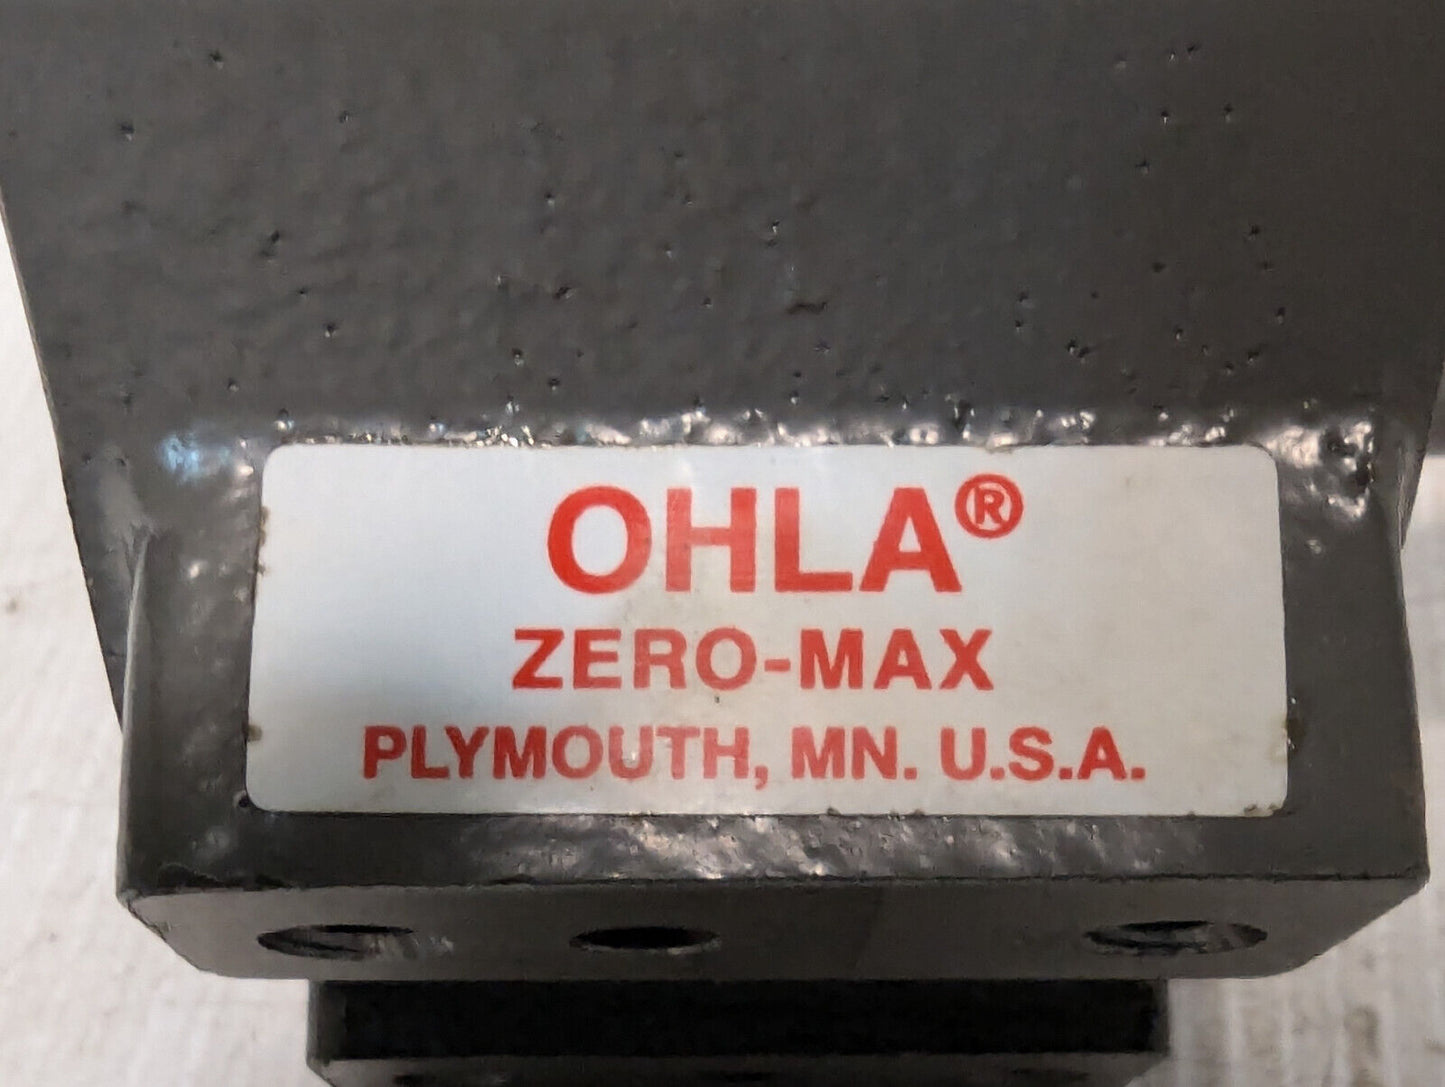 OHLA®
ZERO-MAX
PLYMOUTH, MN. U.S.A.